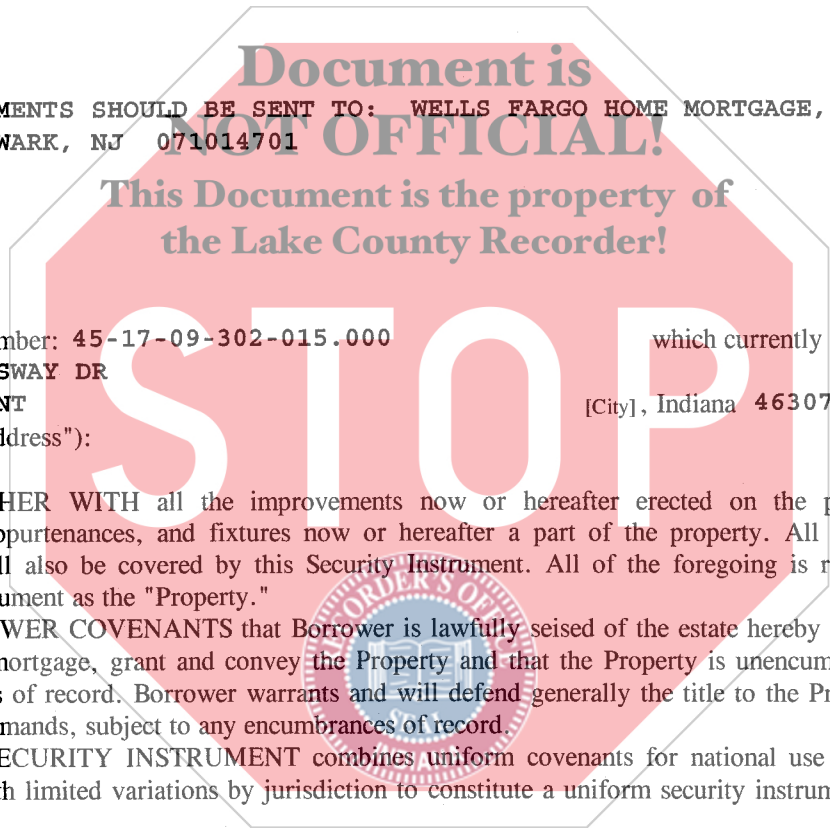 Document is
MENTS SHOULD BE SENT TO: WELLS FARGO HOME MORTGAGE,
NOT OFFICIAL!
WARK, NJ 071014701
This Document is the property of
the Lake County Recorder!
STOP
mber: 45-17-09-302-015.000 which currently
SWAY DR
NT [City], Indiana 46307
ddress"):
HER WITH all the improvements now or hereafter erected on the p
ppurtenances, and fixtures now or hereafter a part of the property. All
ll also be covered by this Security Instrument. All of the foregoing is r
ument as the "Property."
WER COVENANTS that Borrower is lawfully seised of the estate hereby
mortgage, grant and convey the Property and that the Property is unencum
s of record. Borrower warrants and will defend generally the title to the Pr
mands, subject to any encumbrances of record.
ECURITY INSTRUMENT combines uniform covenants for national use
th limited variations by jurisdiction to constitute a uniform security instrum
RECORDER'S OFFICE
SEAL
INDIANA